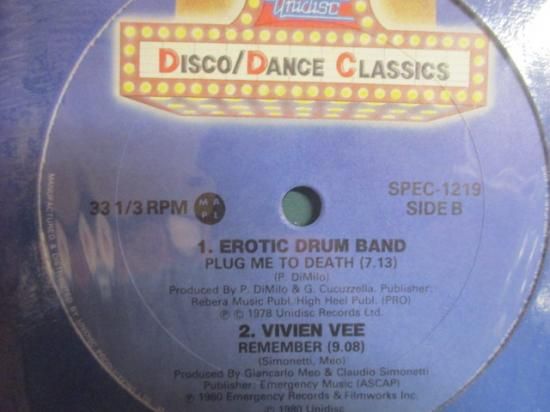 Unidisc
DISCO/DANCE CLASSICS
33 1/3 RPM
M A P L
SPEC-1219
SIDE B
1. EROTIC DRUM BAND
PLUG ME TO DEATH (7.13)
(P. DiMilo)
Produced By P. DiMilo & G. Cucuzzella. Publisher:
Rebera Music Publ./High Heel Publ. (PRO)
℗ © 1978 Unidisc Records Ltd.
2. VIVIEN VEE
REMEMBER (9.08)
(Simonetti, Meo)
Produced By Giancarlo Meo & Claudio Simonetti
Publisher: Emergency Music (ASCAP)
℗ 1980 Emergency Records & Filmworks Inc.
© 1980 Unidisc
MANUFACTURED &